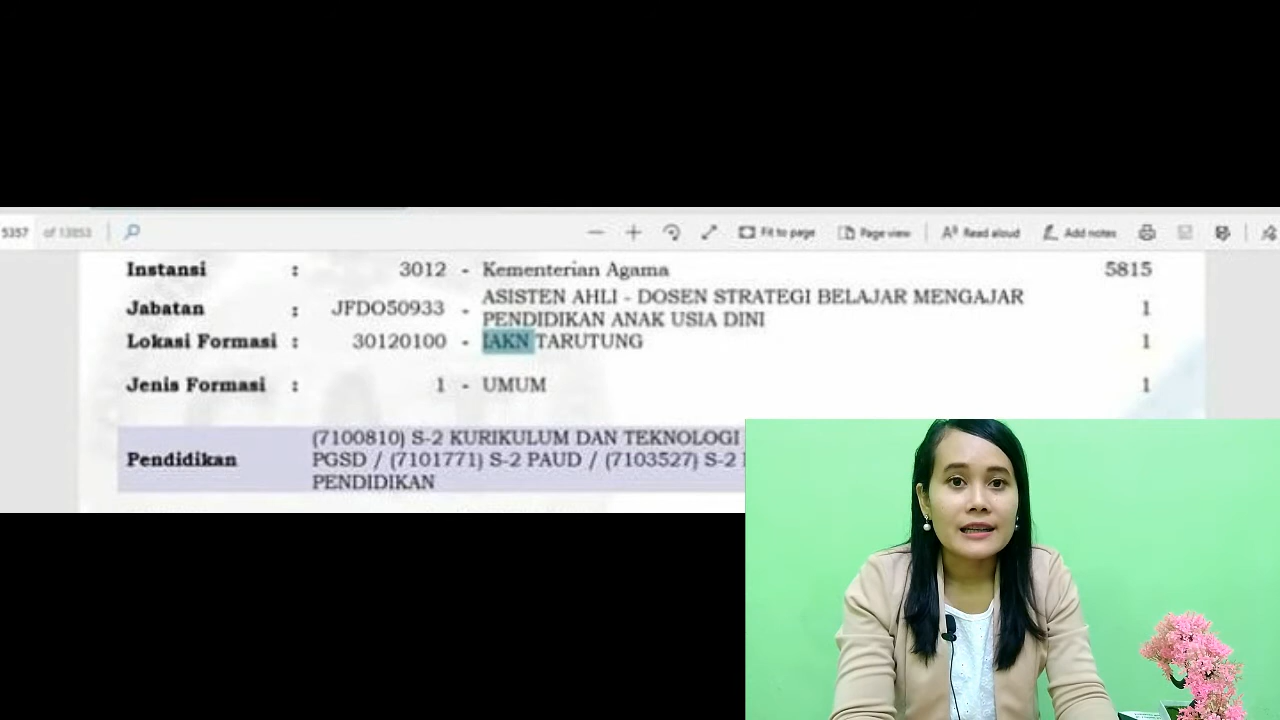 5357 of 13853 Fit to page Page view Read aloud Add notes
Instansi : 3012 - Kementerian Agama 5815
Jabatan : JFDO50933 - ASISTEN AHLI - DOSEN STRATEGI BELAJAR MENGAJAR
PENDIDIKAN ANAK USIA DINI 1
Lokasi Formasi : 30120100 - IAKN TARUTUNG 1
Jenis Formasi : 1 - UMUM 1
Pendidikan (7100810) S-2 KURIKULUM DAN TEKNOLOGI
PGSD / (7101771) S-2 PAUD / (7103527) S-2
PENDIDIKAN